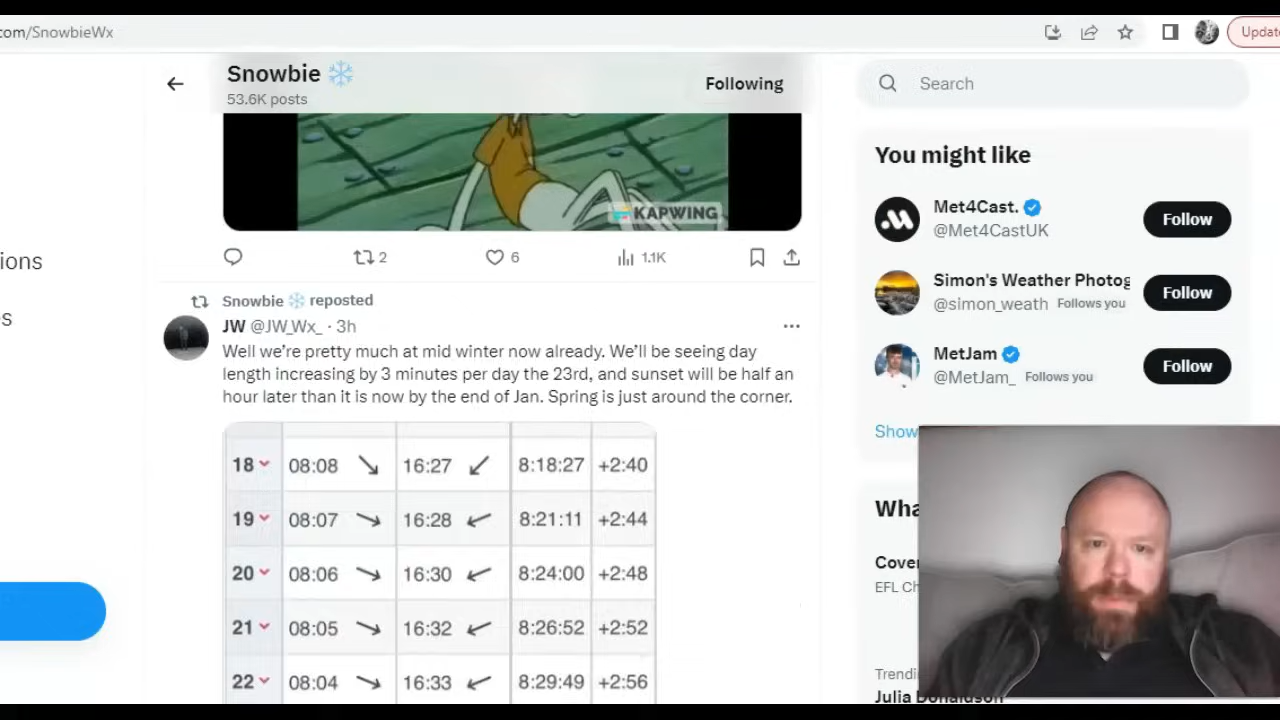 com/SnowbieWx
Snowbie
53.6K posts
Following
Search
KAPWING
2
6
1.1K
Snowbie reposted
JW @JW_Wx_ · 3h
Well we're pretty much at mid winter now already. We'll be seeing day
length increasing by 3 minutes per day the 23rd, and sunset will be half an
hour later than it is now by the end of Jan. Spring is just around the corner.
18 08:08 16:27 8:18:27 +2:40
19 08:07 16:28 8:21:11 +2:44
20 08:06 16:30 8:24:00 +2:48
21 08:05 16:32 8:26:52 +2:52
22 08:04 16:33 8:29:49 +2:56
You might like
Met4Cast.
@Met4CastUK
Follow
Simon's Weather Photog
@simon_weath Follows you
Follow
MetJam
@MetJam_ Follows you
Follow
Show
Wha
Cover
EFL Ch
Trendi
Julia Donaldson
ions
s
Updat